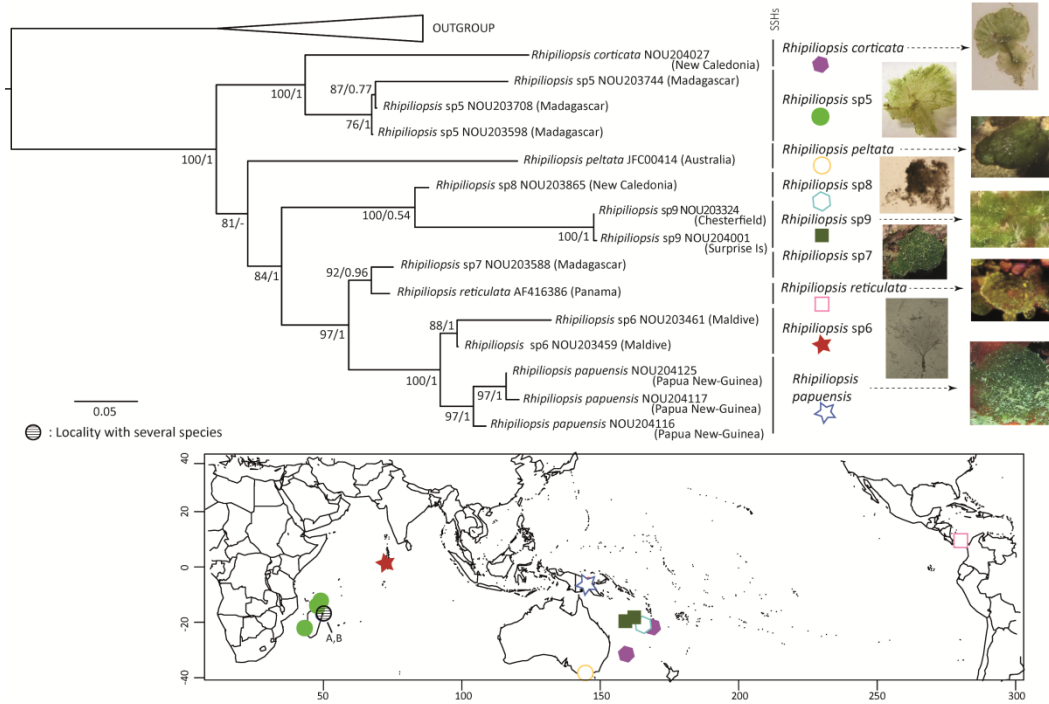 OUTGROUP
Rhipiliopsis corticata NOU204027
(New Caledonia)
87/0.77
Rhipiliopsis sp5 NOU203744 (Madagascar)
100/1
Rhipiliopsis sp5 NOU203708 (Madagascar)
76/1
Rhipiliopsis sp5 NOU203598 (Madagascar)
100/1
Rhipiliopsis peltata JFC00414 (Australia)
Rhipiliopsis sp8 NOU203865 (New Caledonia)
81/-
100/0.54
Rhipiliopsis sp9 NOU203324
(Chesterfield)
100/1
Rhipiliopsis sp9 NOU204001
(Surprise Is)
84/1
92/0.96
Rhipiliopsis sp7 NOU203588 (Madagascar)
Rhipiliopsis reticulata AF416386 (Panama)
97/1
88/1
Rhipiliopsis sp6 NOU203461 (Maldive)
Rhipiliopsis sp6 NOU203459 (Maldive)
100/1
Rhipiliopsis papuensis NOU204125
(Papua New-Guinea)
97/1
Rhipiliopsis papuensis NOU204117
(Papua New-Guinea)
97/1
Rhipiliopsis papuensis NOU204116
(Papua New-Guinea)
SSHs
Rhipiliopsis corticata
Rhipiliopsis sp5
Rhipiliopsis peltata
Rhipiliopsis sp8
Rhipiliopsis sp9
Rhipiliopsis sp7
Rhipiliopsis reticulata
Rhipiliopsis sp6
Rhipiliopsis
papuensis
0.05
: Locality with several species
40
20
0
-20
-40
A,B
50
100
150
200
250
300